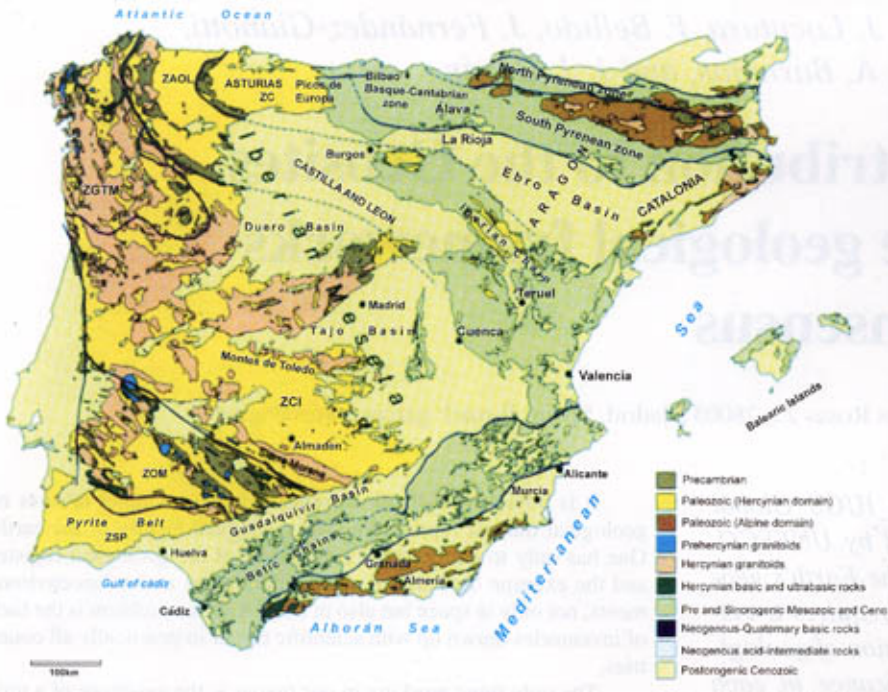 Atlantic Ocean
ZAOL
ASTURIAS
ZC
Picos de
Europa
Bilbao
Basque-Cantabrian
zone
Álava
North Pyrenean zone
South Pyrenean zone
La Rioja
Burgos
Ebro
Basin
ARAGON
CATALONIA
ZGTM
CASTILLA AND LEON
Iberian Meseta
Duero Basin
Iberian
Chain
Teruel
Madrid
Tajo Basin
Cuenca
Montes de Toledo
ZCI
Valencia
Sea
Balearic Islands
Almaden
Sierra Morena
ZOM
Alicante
Murcia
Pyrite Belt
ZSP
Guadalquivir Basin
Huelva
Betic Chains
Granada
Almeria
Gulf of cádiz
Cádiz
Alborán Sea
Mediterranean
100km
Precambrian
Paleozoic (Hercynian domain)
Paleozoic (Alpine domain)
Prehercynian granitoids
Hercynian granitoids
Hercynian basic and ultrabasic rocks
Pre and Sinorogenic Mesozoic and Ceno
Neogenous-Quaternary basic rocks
Neogenous acid-intermediate rocks
Postorogenic Cenozoic